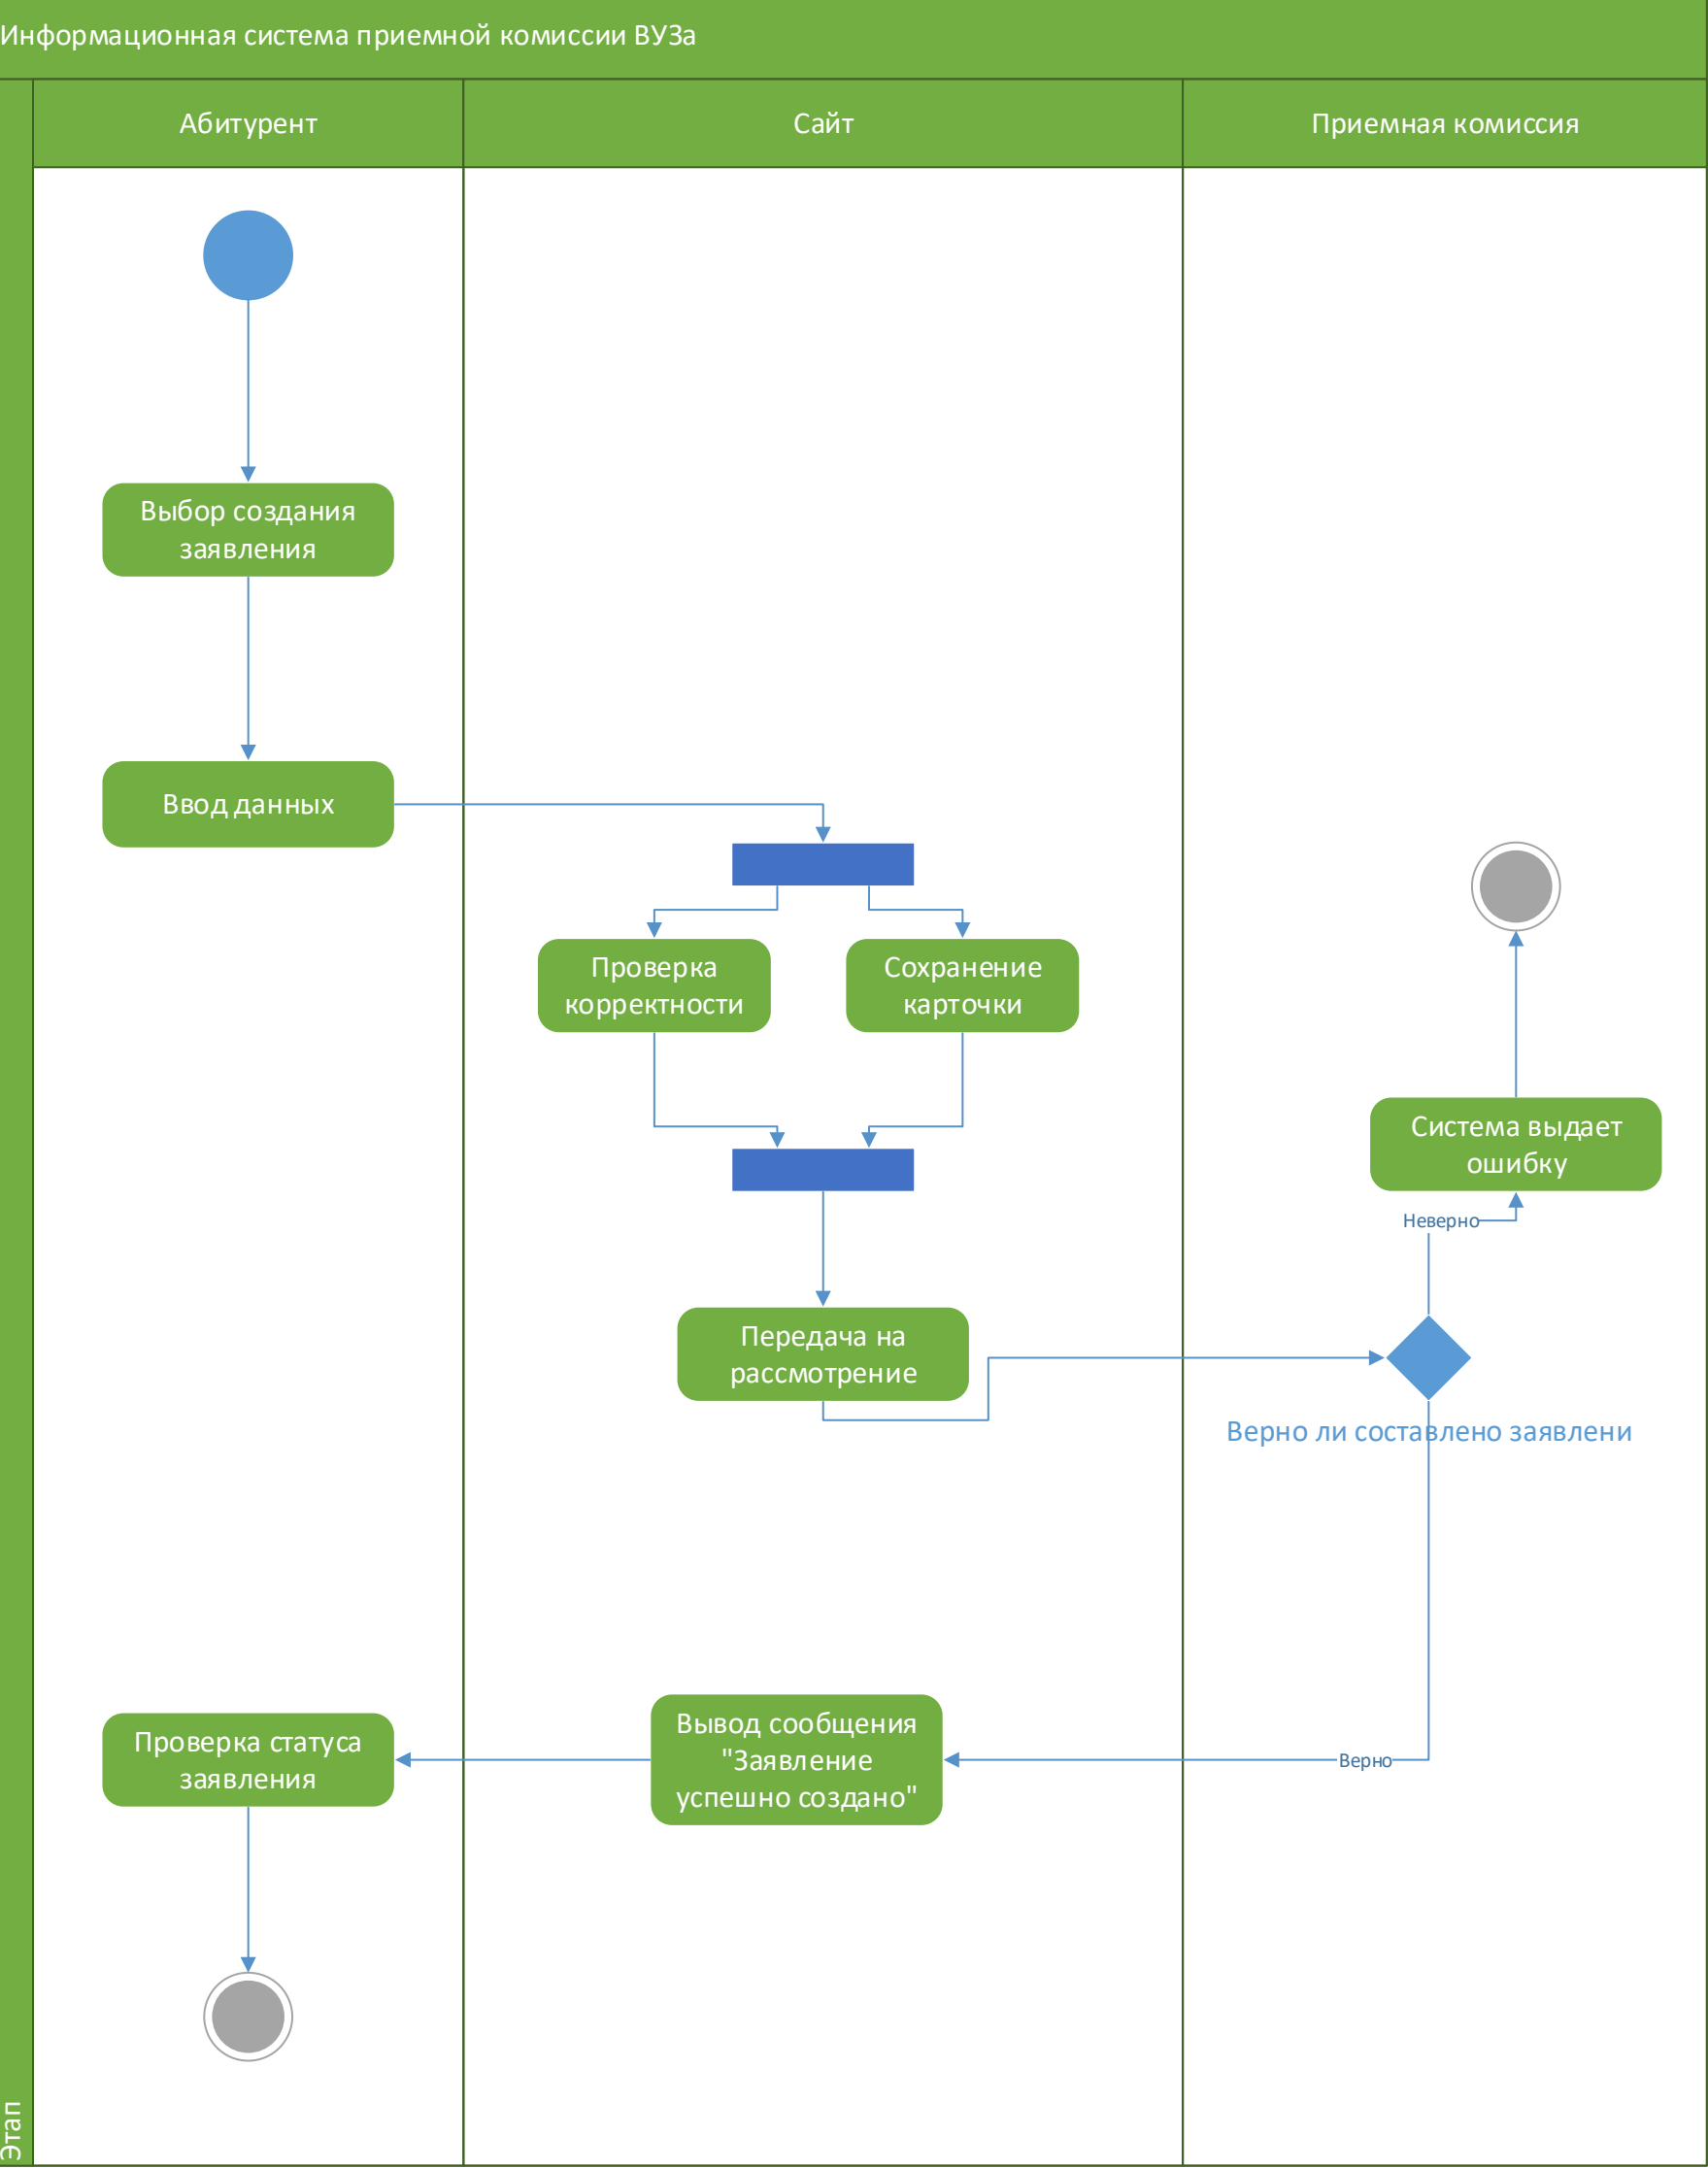 Информационная система приемной комиссии ВУЗа
Абитурент
Сайт
Приемная комиссия
Выбор создания
заявления
Ввод данных
Проверка
корректности
Сохранение
карточки
Система выдает
ошибку
Неверно
Передача на
рассмотрение
Верно ли составлено заявлени
Вывод сообщения
"Заявление
успешно создано"
Проверка статуса
заявления
Верно
Этап